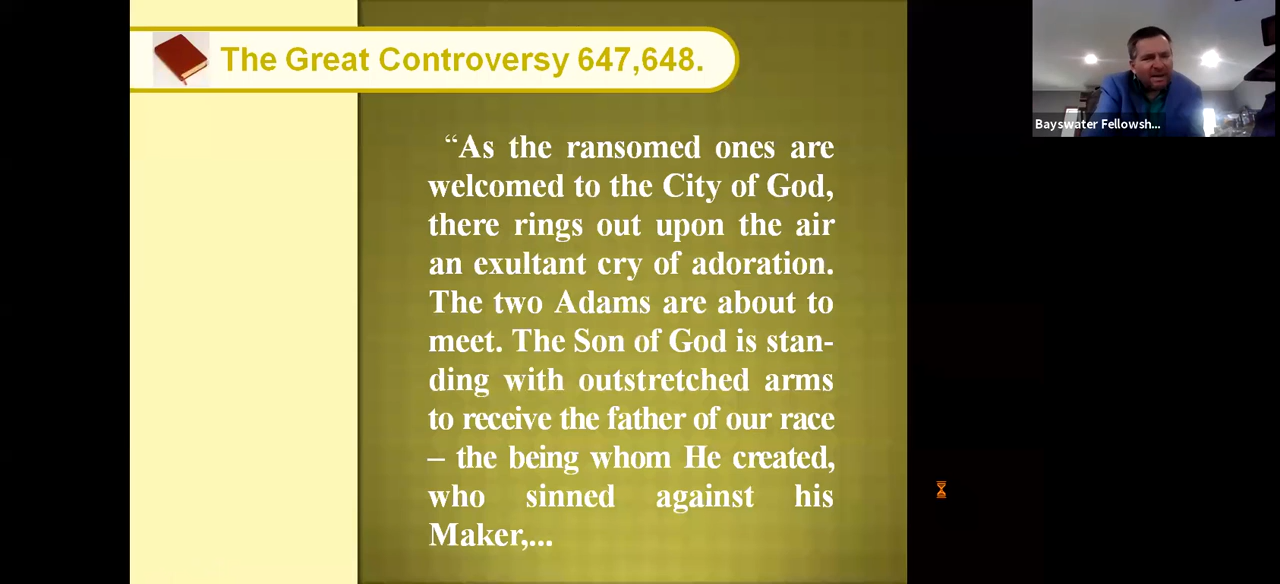 The Great Controversy 647,648.
“As the ransomed ones are
welcomed to the City of God,
there rings out upon the air
an exultant cry of adoration.
The two Adams are about to
meet. The Son of God is stan-
ding with outstretched arms
to receive the father of our race
– the being whom He created,
who sinned against his
Maker,...
Bayswater Fellowsh...